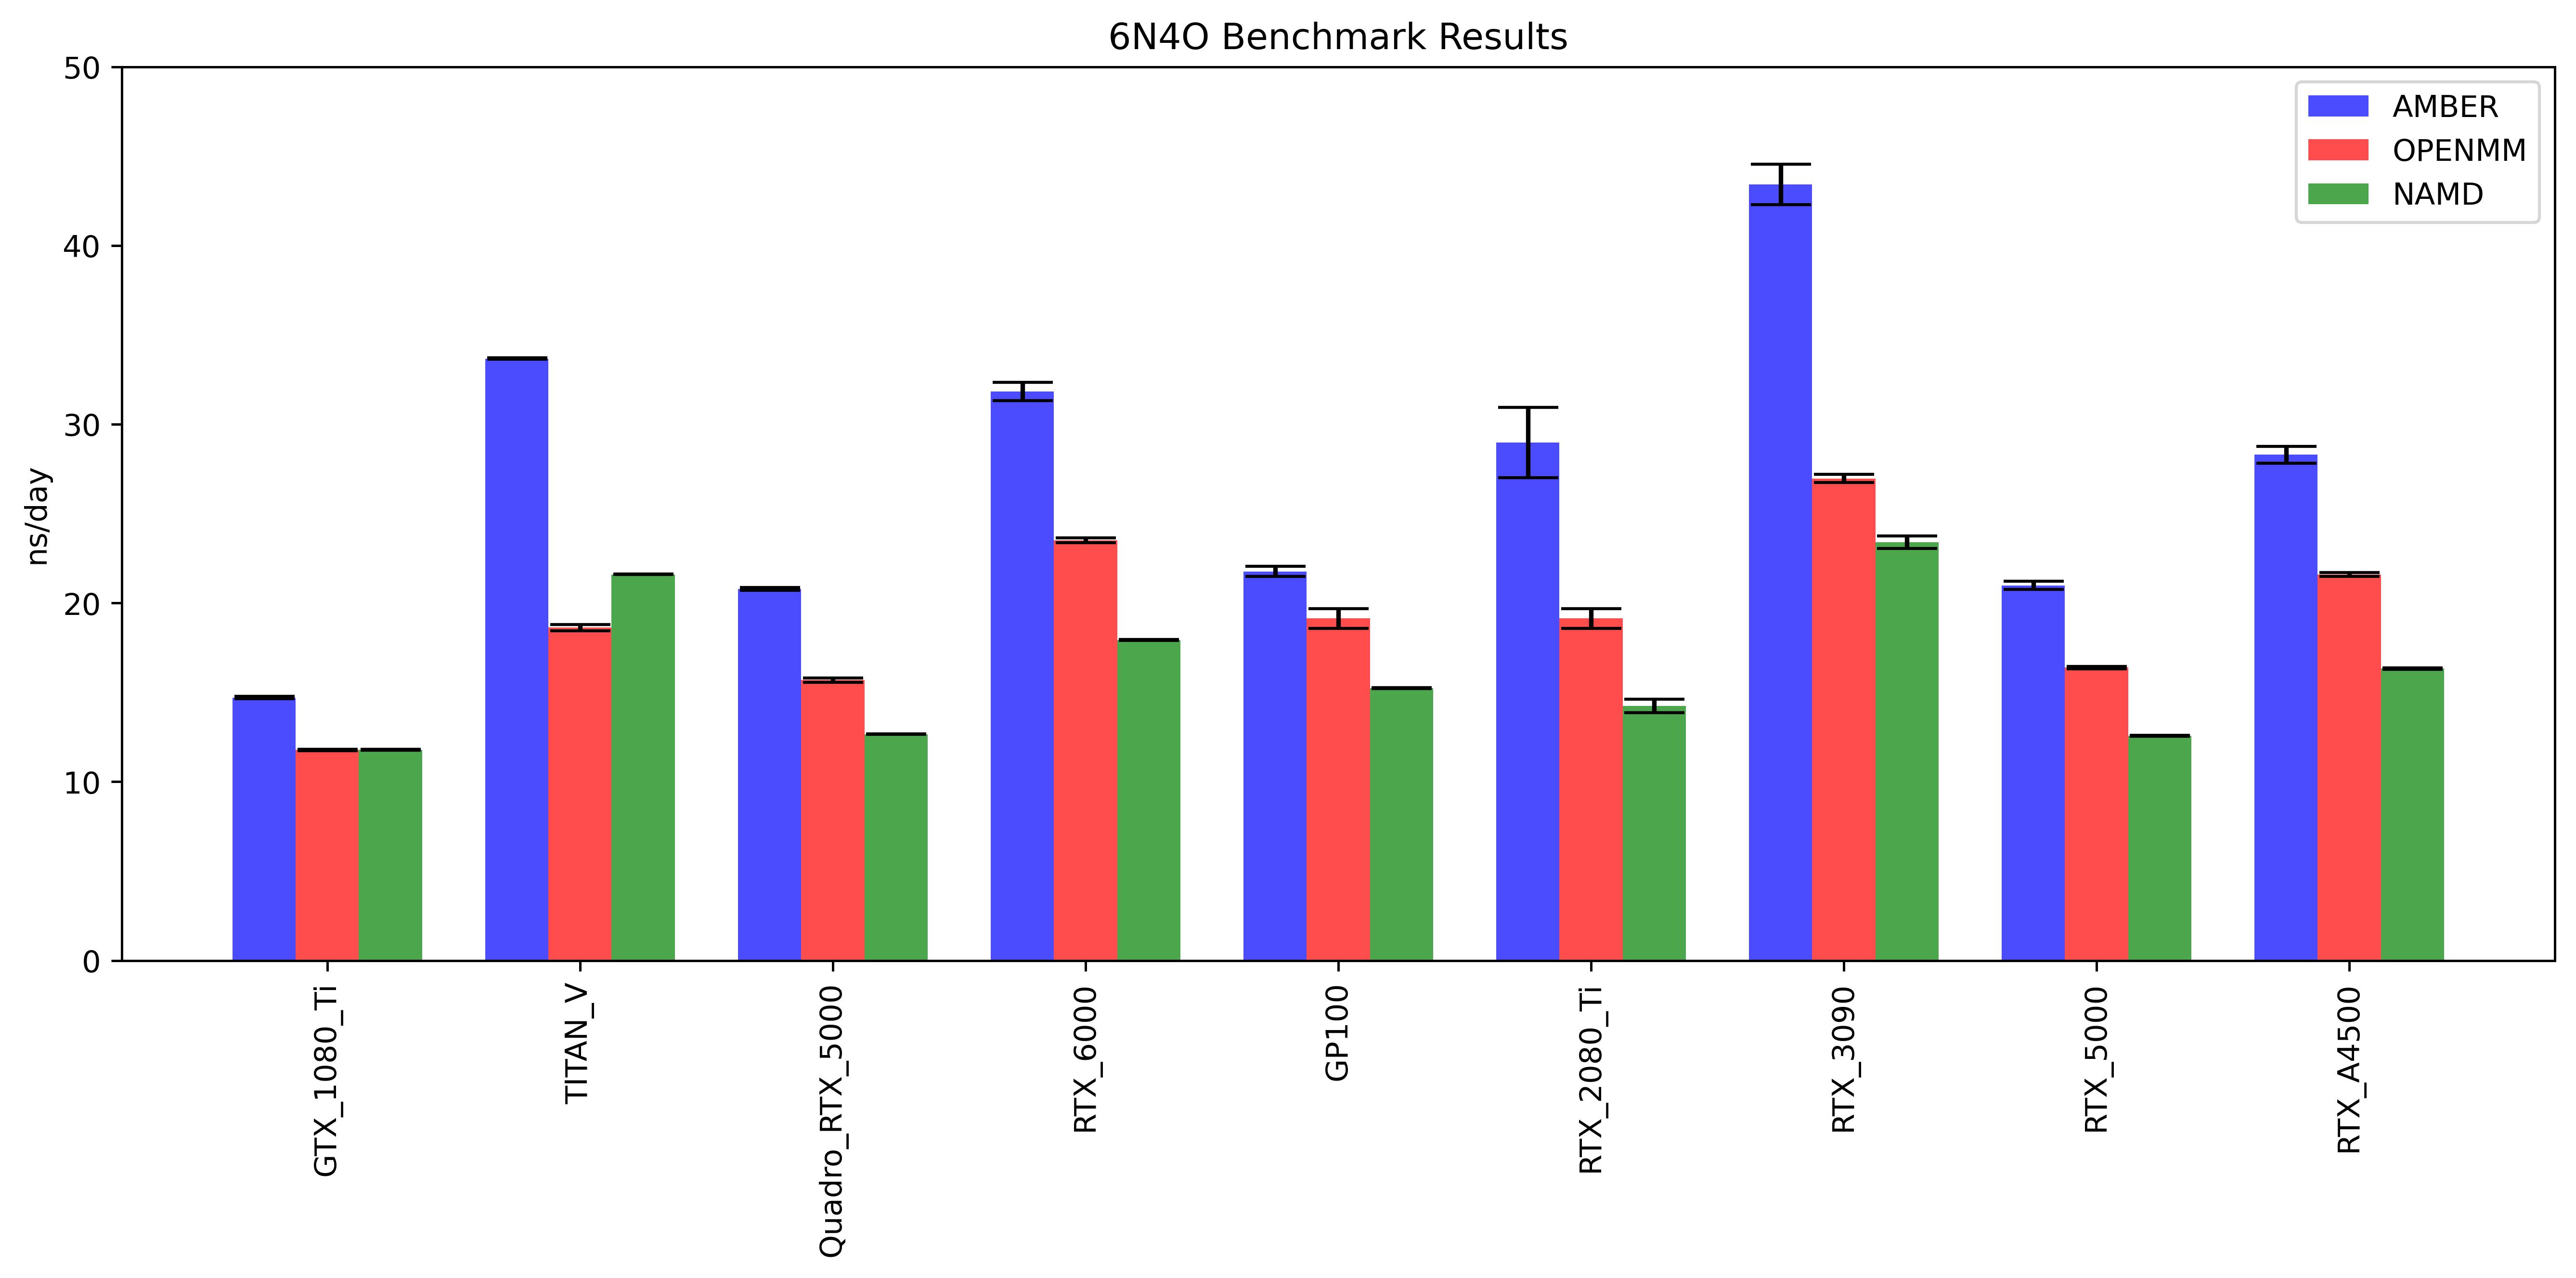 6N4O Benchmark Results
50
40
30
20
10
0
ns/day
AMBER
OPENMM
NAMD
GTX_1080_Ti
TITAN_V
Quadro_RTX_5000
RTX_6000
GP100
RTX_2080_Ti
RTX_3090
RTX_5000
RTX_A4500